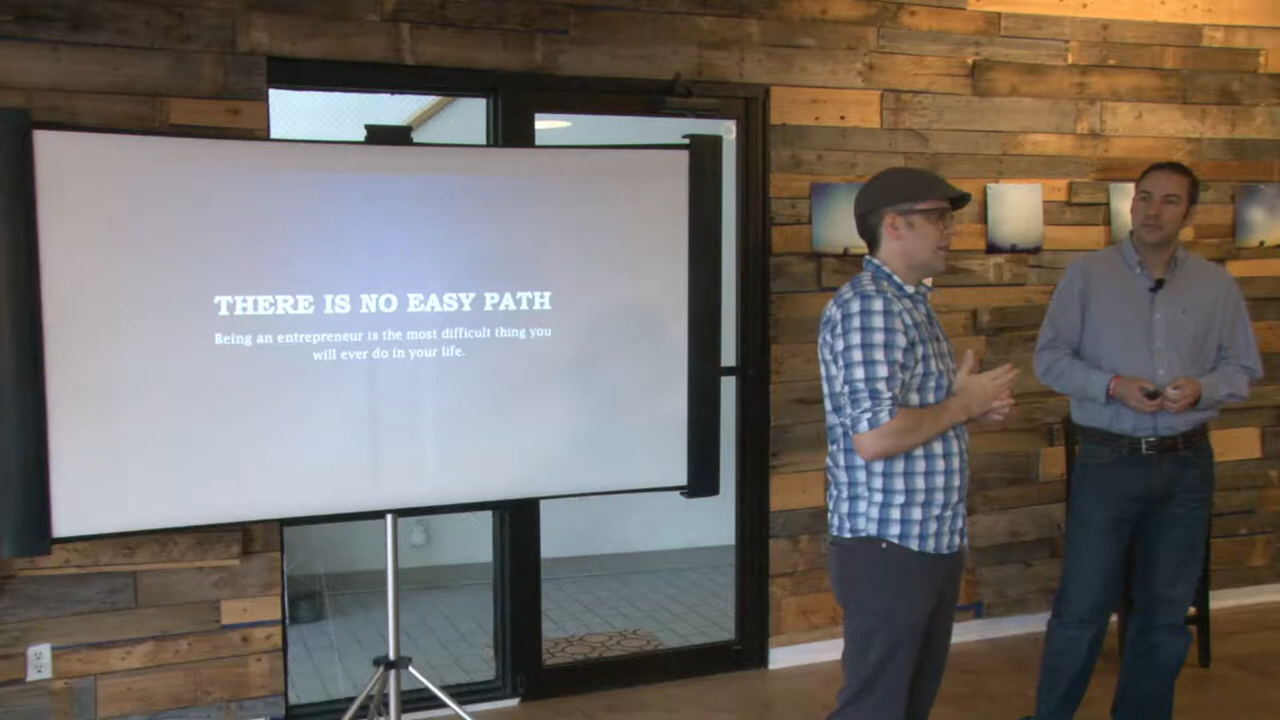 THERE IS NO EASY PATH
Being an entrepreneur is the most difficult thing you
will ever do in your life.